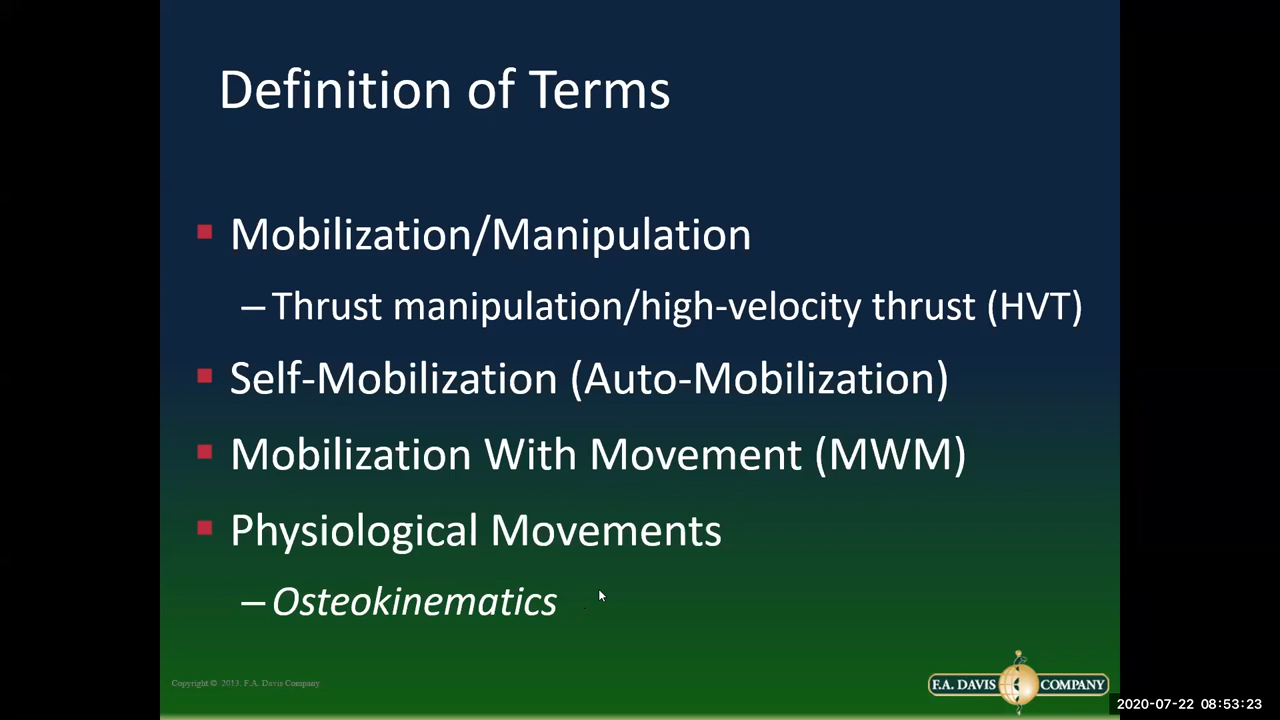 Definition of Terms
Mobilization/Manipulation
–Thrust manipulation/high-velocity thrust (HVT)
Self-Mobilization (Auto-Mobilization)
Mobilization With Movement (MWM)
Physiological Movements
–Osteokinematics
Copyright © 2013. F.A. Davis Company
F.A. DAVIS COMPANY
2020-07-22 08:53:23